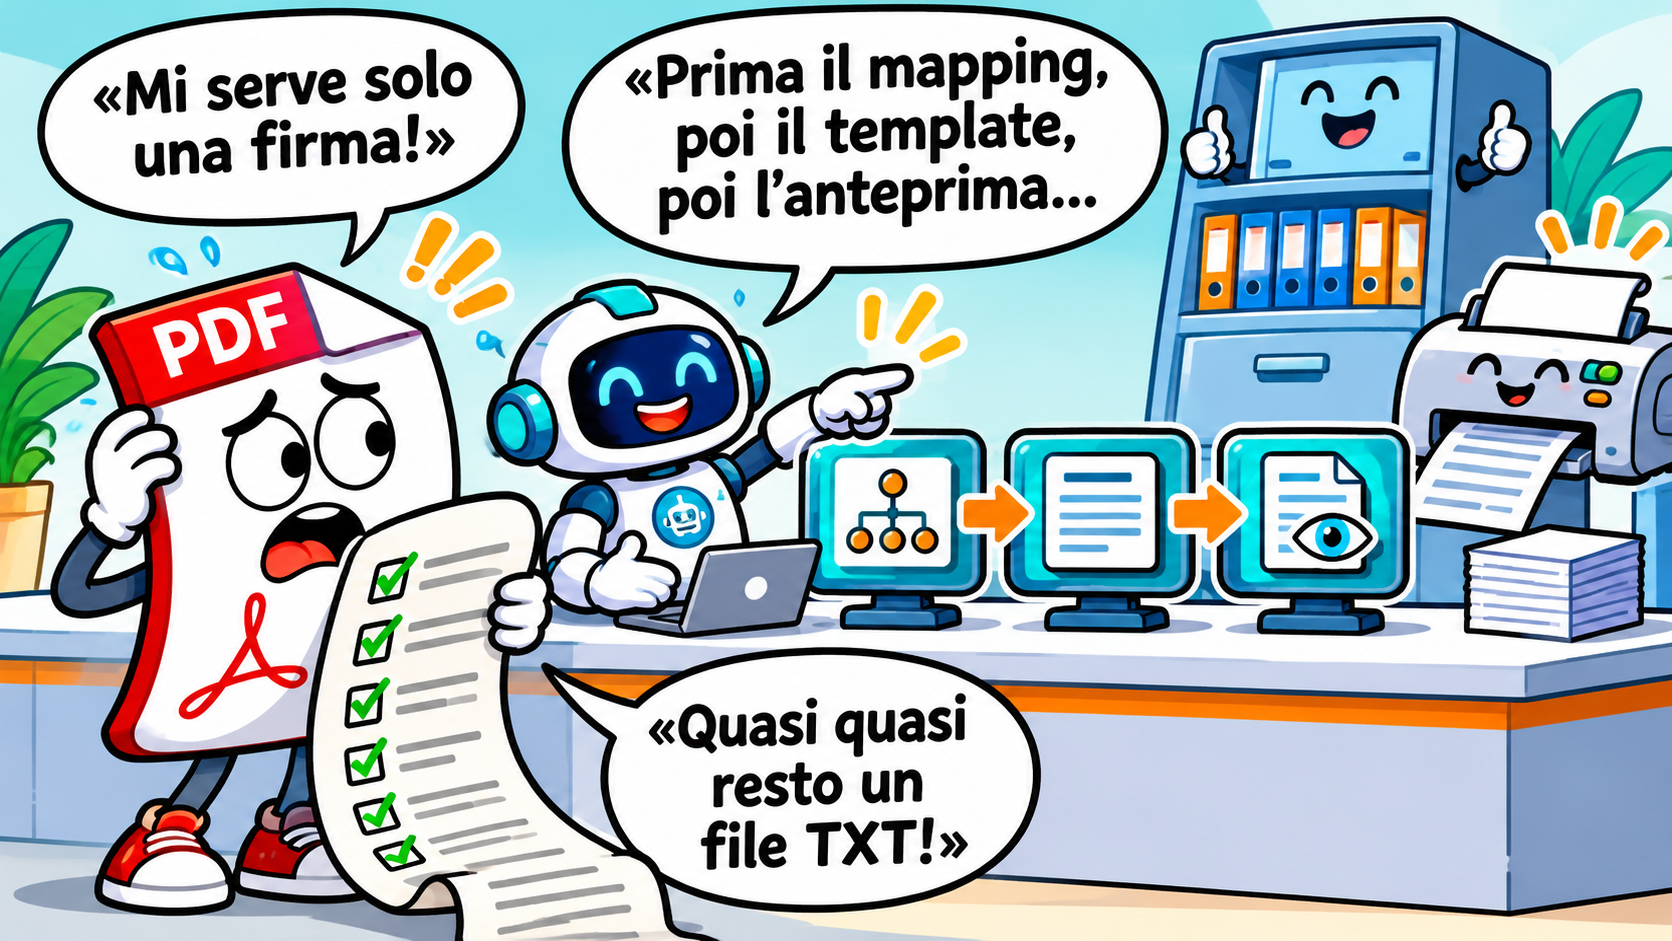 «Mi serve solo
una firma!»
«Prima il mapping,
poi il template,
poi l’anteprima...
PDF
«Quasi quasi
resto un
file TXT!»